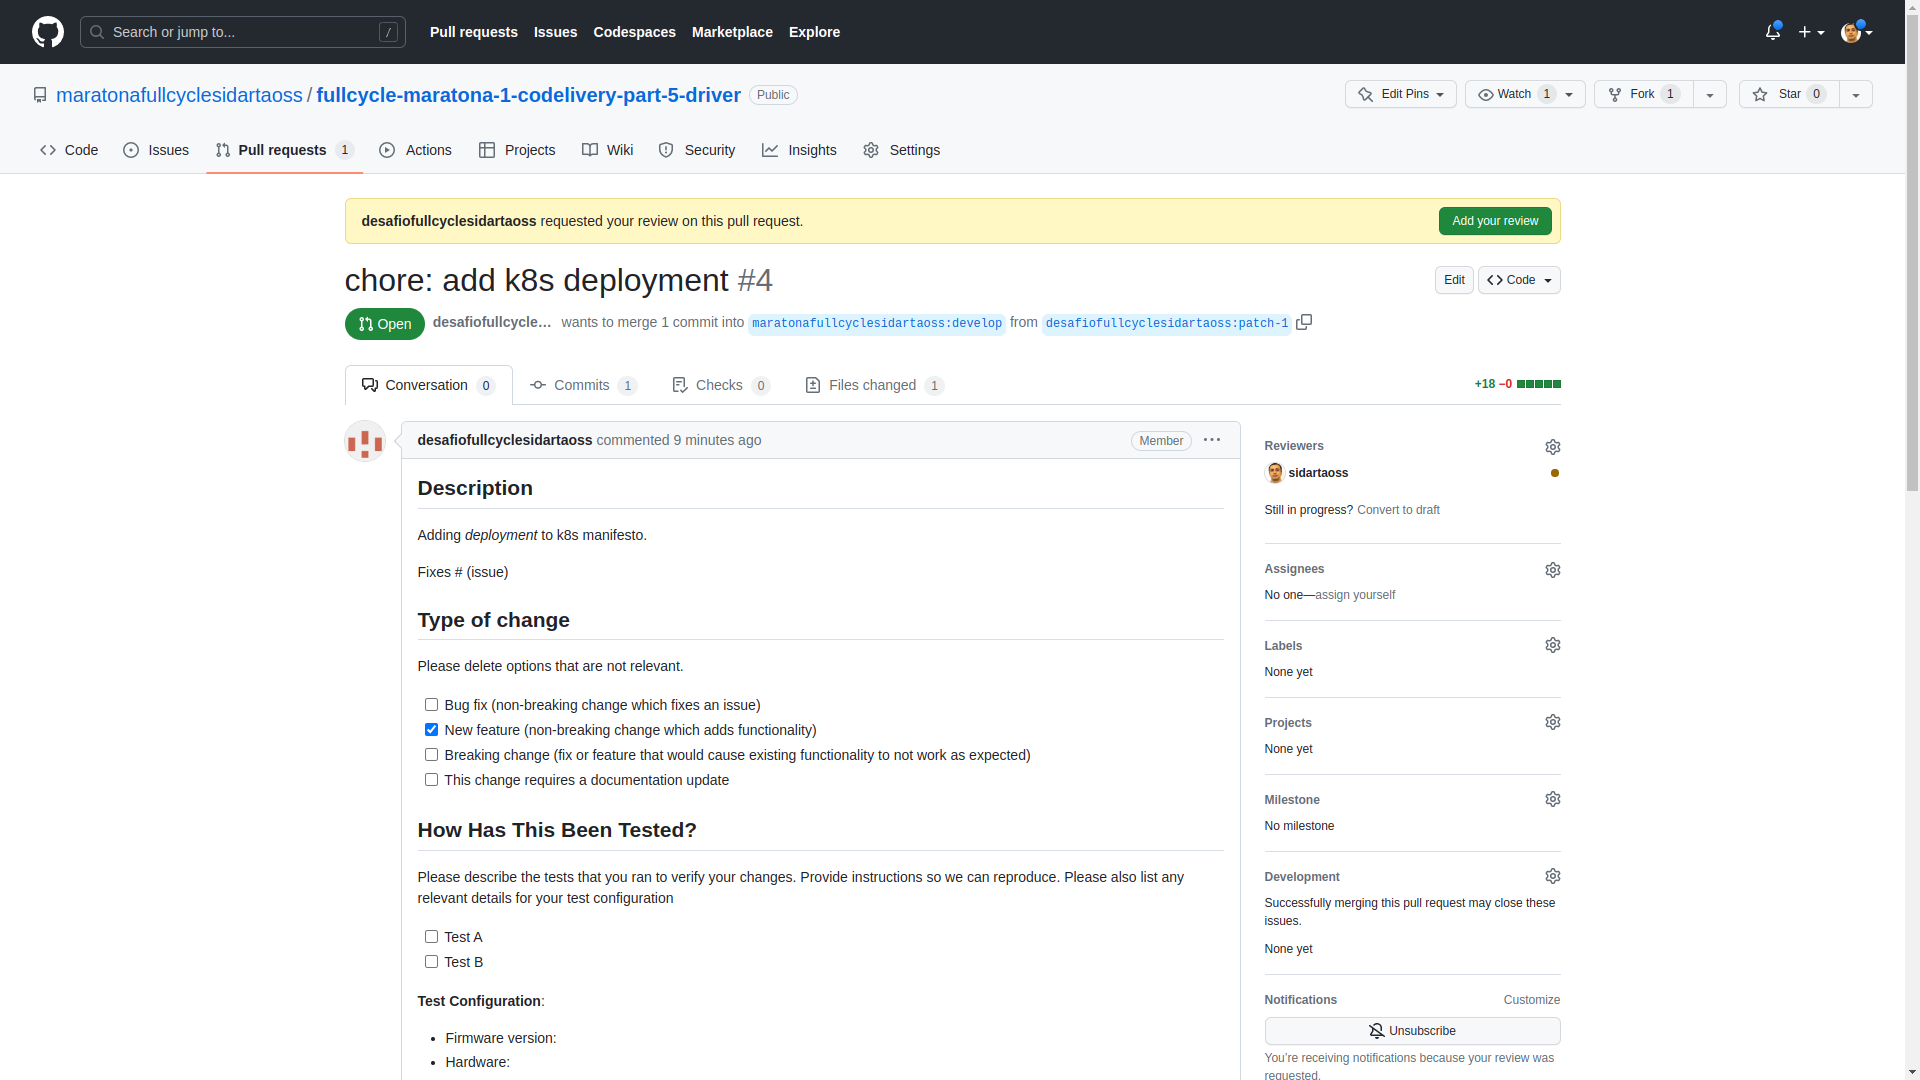 Search or jump to... /
Pull requests Issues Codespaces Marketplace Explore
maratonafullcyclesidartaoss / fullcycle-maratona-1-codelivery-part-5-driver Public
Edit Pins Watch 1 Fork 1 Star 0
Code Issues Pull requests 1 Actions Projects Wiki Security Insights Settings
desafiofullcyclesidartaoss requested your review on this pull request. Add your review
chore: add k8s deployment #4
Edit Code
Open desafiofullcycle... wants to merge 1 commit into maratonafullcyclesidartaoss:develop from desafiofullcyclesidartaoss:patch-1
Conversation 0 Commits 1 Checks 0 Files changed 1 +18 −0
desafiofullcyclesidartaoss commented 9 minutes ago Member
Description
Adding deployment to k8s manifesto.
Fixes # (issue)
Type of change
Please delete options that are not relevant.
Bug fix (non-breaking change which fixes an issue)
New feature (non-breaking change which adds functionality)
Breaking change (fix or feature that would cause existing functionality to not work as expected)
This change requires a documentation update
How Has This Been Tested?
Please describe the tests that you ran to verify your changes. Provide instructions so we can reproduce. Please also list any
relevant details for your test configuration
Test A
Test B
Test Configuration:
Firmware version:
Hardware:
Reviewers
sidartaoss
Still in progress? Convert to draft
Assignees
No one—assign yourself
Labels
None yet
Projects
None yet
Milestone
No milestone
Development
Successfully merging this pull request may close these
issues.
None yet
Notifications Customize
Unsubscribe
You're receiving notifications because your review was
requested.